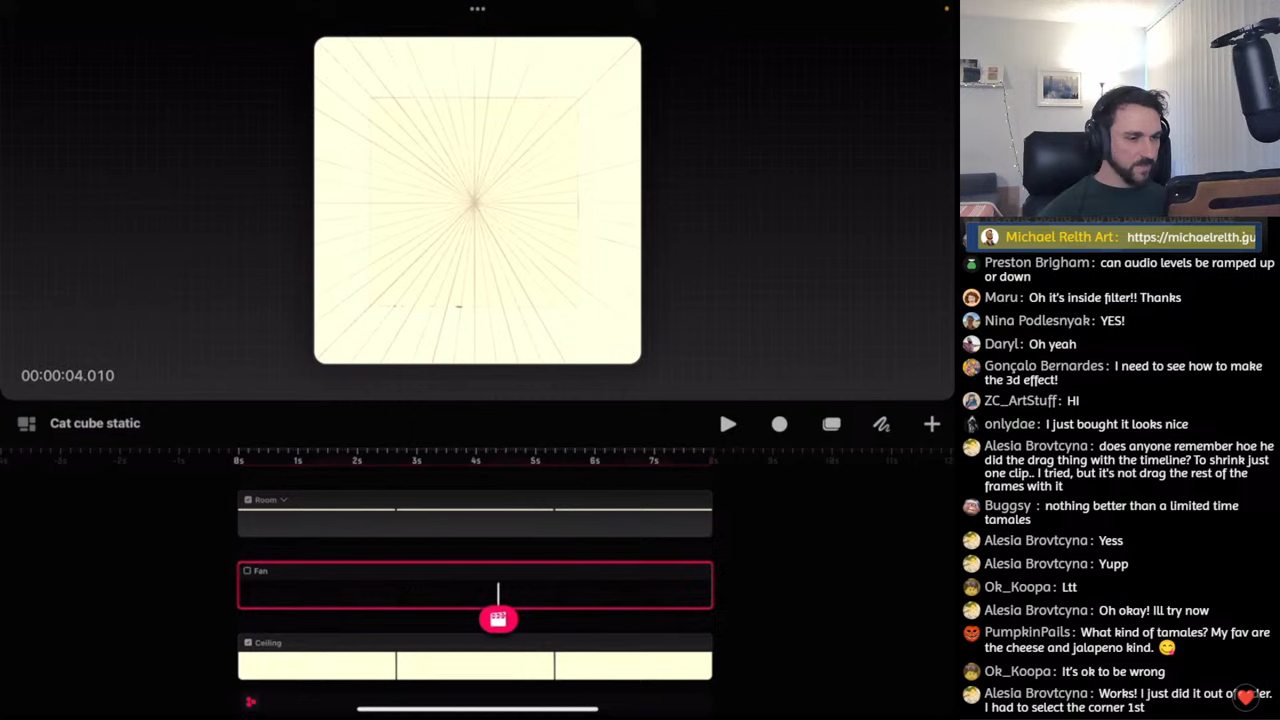 00:00:04.010
Cat cube static
-3s
-2s
-1s
0s
1s
2s
3s
4s
5s
6s
7s
8s
Room
Fan
Ceiling
Michael Relth Art: https://michaelrelth.gu
Preston Brigham: can audio levels be ramped up
or down
Maru: Oh it's inside filter!! Thanks
Nina Podlesnyak: YES!
Daryl: Oh yeah
Gonçalo Bernardes: I need to see how to make
the 3d effect!
ZC_ArtStuff: HI
onlydae: I just bought it looks nice
Alesia Brovtcyna: does anyone remember hoe he
did the drag thing with the timeline? To shrink just
one clip.. I tried, but it's not drag the rest of the
frames with it
Buggsy : nothing better than a limited time
tamales
Alesia Brovtcyna: Yess
Alesia Brovtcyna: Yupp
Ok_Koopa: Ltt
Alesia Brovtcyna: Oh okay! Ill try now
PumpkinPails: What kind of tamales? My fav are
the cheese and jalapeno kind. 😋
Ok_Koopa: It's ok to be wrong
Alesia Brovtcyna: Works! I just did it out of
I had to select the corner 1st